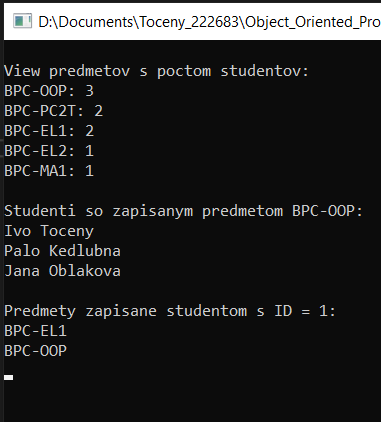 D:\Documents\Toceny_222683\Object_Oriented_Pro
View predmetov s poctom studentov:
BPC-OOP: 3
BPC-PC2T: 2
BPC-EL1: 2
BPC-EL2: 1
BPC-MA1: 1
Studenti so zapisanym predmetom BPC-OOP:
Ivo Toceny
Palo Kedlubna
Jana Oblakova
Predmety zapisane studentom s ID = 1:
BPC-EL1
BPC-OOP